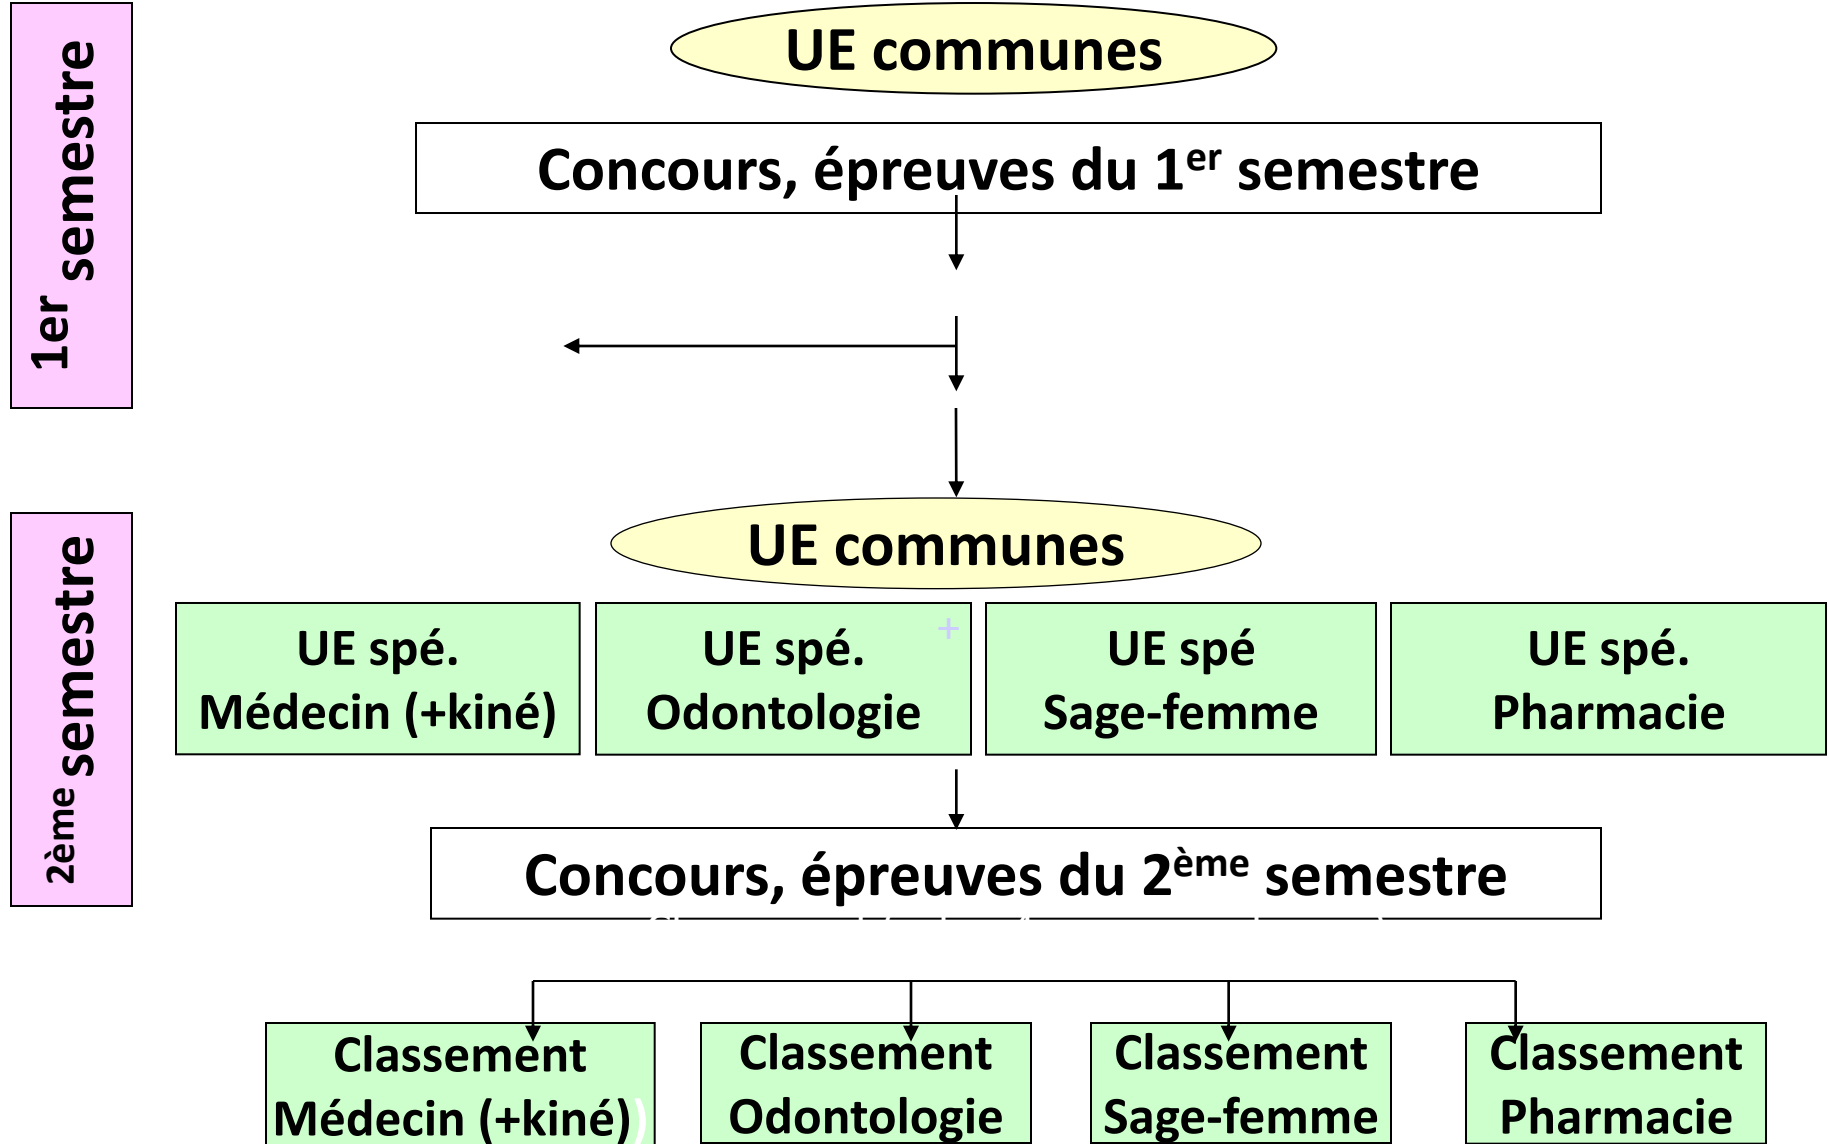 1er semestre
UE communes
Concours, épreuves du 1er semestre
2ème semestre
UE communes
+
UE spé.
Médecin (+kiné)
UE spé.
Odontologie
UE spé
Sage-femme
UE spé.
Pharmacie
Concours, épreuves du 2ème semestre
Classement
Médecin (+kiné))
Classement
Odontologie
Classement
Sage-femme
Classement
Pharmacie